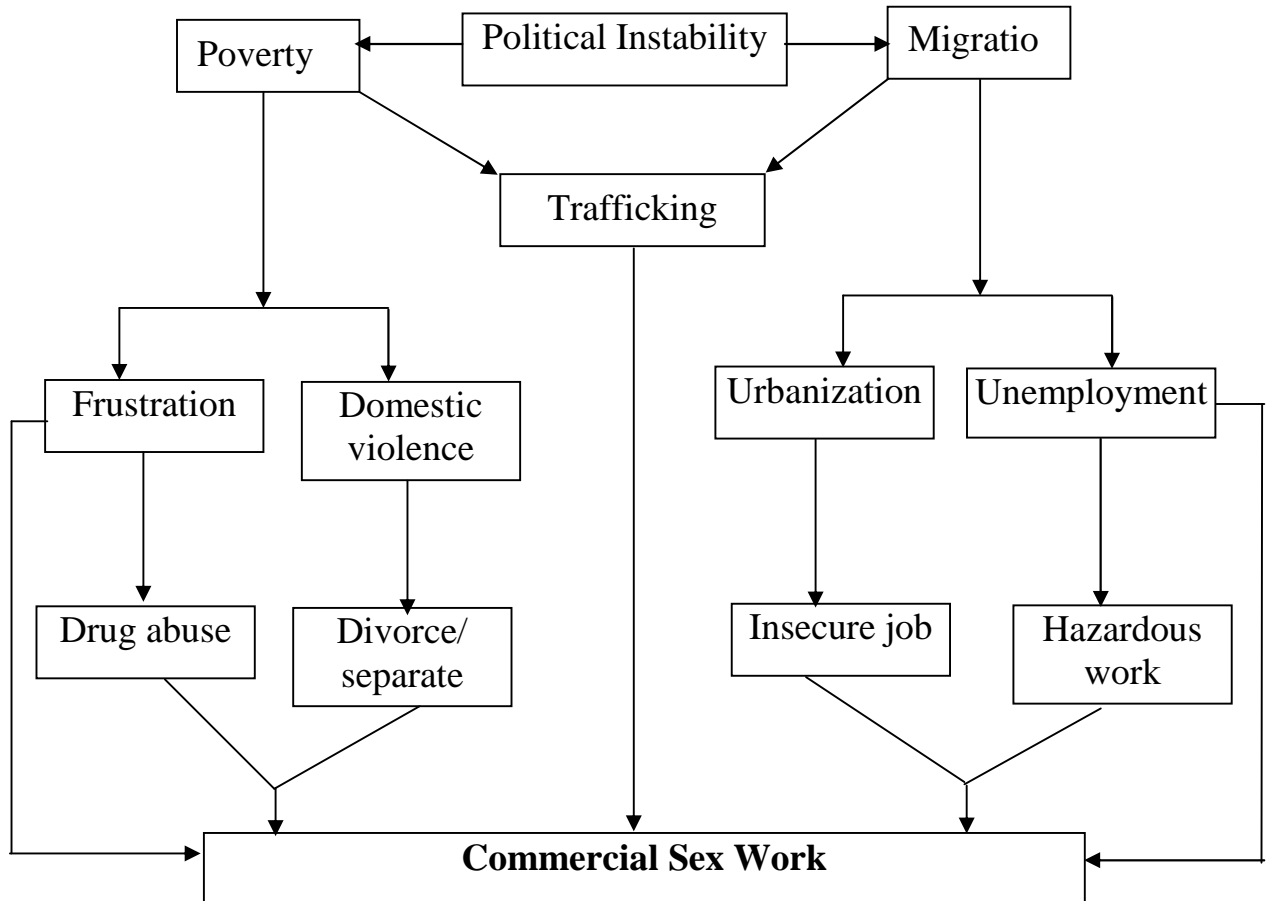 Poverty
Political Instability
Migratio
Trafficking
Frustration
Domestic
violence
Urbanization
Unemployment
Drug abuse
Divorce/
separate
Insecure job
Hazardous
work
Commercial Sex Work